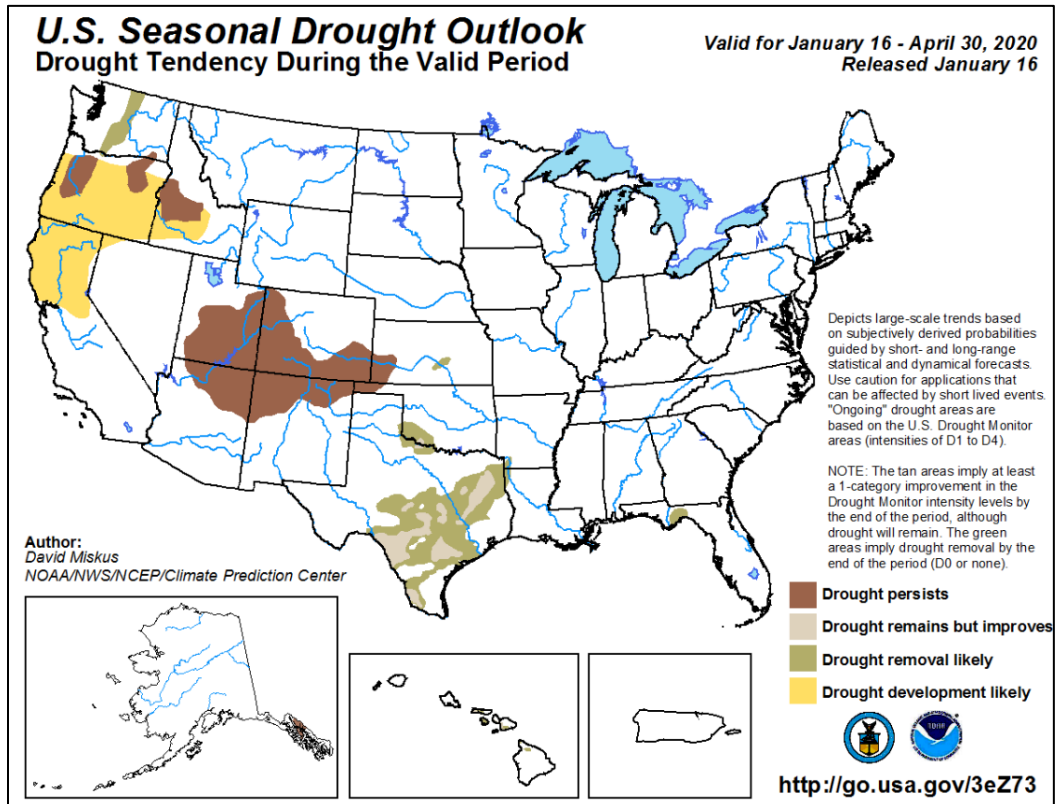 U.S. Seasonal Drought Outlook
Drought Tendency During the Valid Period
Valid for January 16 - April 30, 2020
Released January 16
Depicts large-scale trends based
on subjectively derived probabilities
guided by short- and long-range
statistical and dynamical forecasts.
Use caution for applications that
can be affected by short lived events.
"Ongoing" drought areas are
based on the U.S. Drought Monitor
areas (intensities of D1 to D4).
NOTE: The tan areas imply at least
a 1-category improvement in the
Drought Monitor intensity levels by
the end of the period, although
drought will remain. The green
areas imply drought removal by the
end of the period (D0 or none).
Author:
David Miskus
NOAA/NWS/NCEP/Climate Prediction Center
Drought persists
Drought remains but improves
Drought removal likely
Drought development likely
http://go.usa.gov/3eZ73